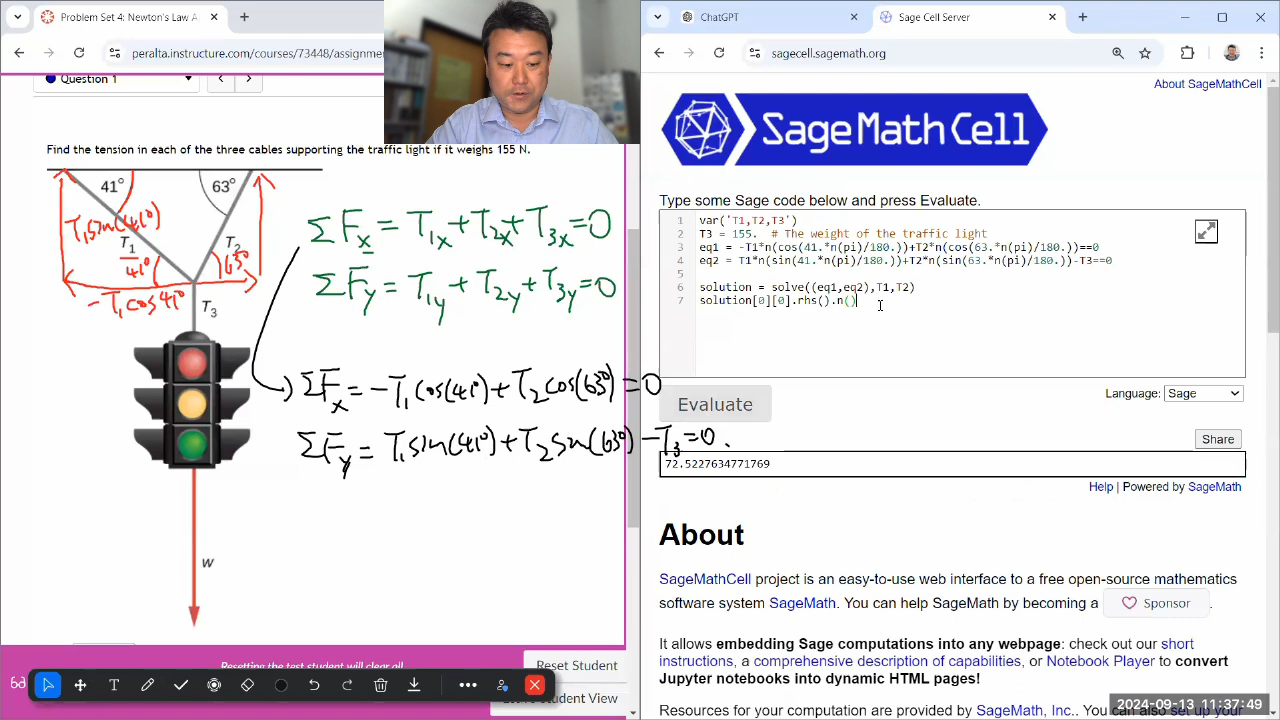 Problem Set 4: Newton's Law A
peralta.instructure.com/courses/73448/assignme
Question 1
Find the tension in each of the three cables supporting the traffic light if it weighs 155 N.
41° 63°
T₁sin(41°)
T₁ T₂
41° 63°
-T₁cos41°
T₃
w
ΣFx = T₁x + T₂x + T₃x = 0
ΣFy = T₁y + T₂y + T₃y = 0
ΣFx = -T₁cos(41°) + T₂cos(63°) = 0
ΣFy = T₁sin(41°) + T₂sin(63°) - T₃ = 0.
Resetting the test student will clear all
Reset Student
Leave Student View
ChatGPT
Sage Cell Server
sagecell.sagemath.org
About SageMathCell
SageMathCell
Type some Sage code below and press Evaluate.
1 var('T1,T2,T3')
2 T3 = 155. # The weight of the traffic light
3 eq1 = -T1*n(cos(41.*n(pi)/180.))+T2*n(cos(63.*n(pi)/180.))==0
4 eq2 = T1*n(sin(41.*n(pi)/180.))+T2*n(sin(63.*n(pi)/180.))-T3==0
5
6 solution = solve((eq1,eq2),T1,T2)
7 solution[0][0].rhs().n()
Evaluate
Language: Sage
Share
72.5227634771769
Help | Powered by SageMath
About
SageMathCell project is an easy-to-use web interface to a free open-source mathematics
software system SageMath. You can help SageMath by becoming a Sponsor.
It allows embedding Sage computations into any webpage: check out our short
instructions, a comprehensive description of capabilities, or Notebook Player to convert
Jupyter notebooks into dynamic HTML pages!
Resources for your computation are provided by SageMath, Inc.. You can also set up your
2024-09-13 11:37:49